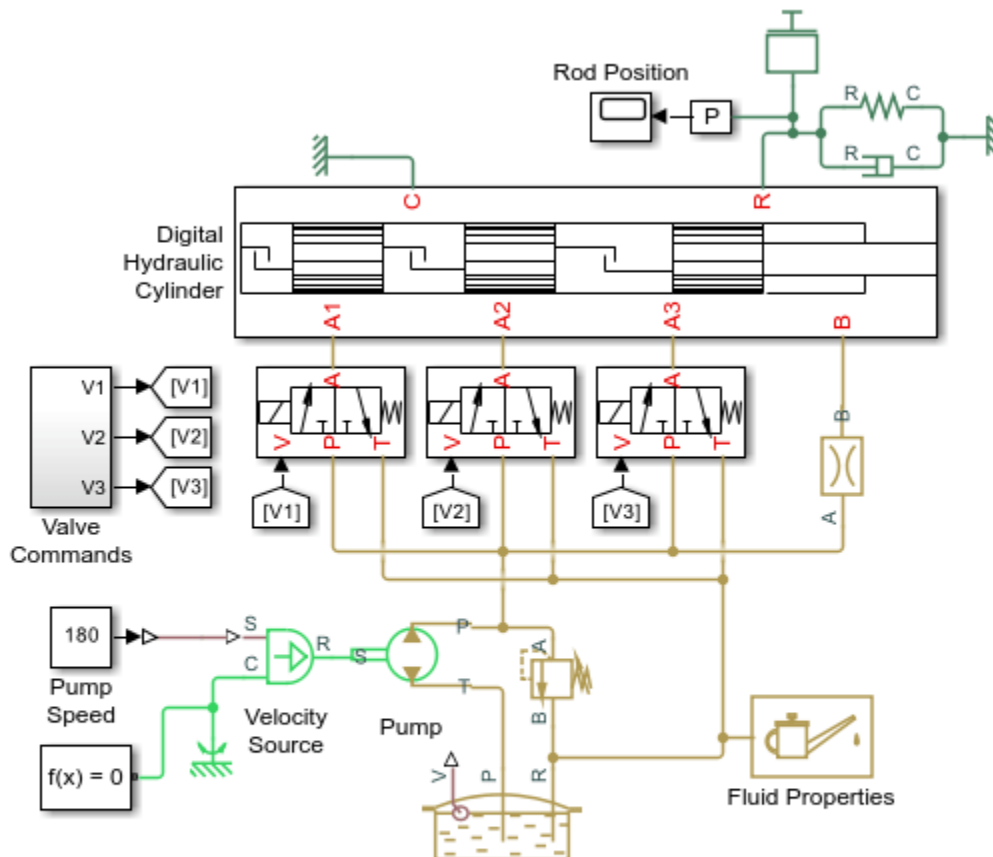 Rod Position
P
R C
R C
C R
Digital
Hydraulic
Cylinder
A1 A2 A3 B
V1 [V1]
V2 [V2]
V3 [V3]
Valve
Commands
A A A
V P T V P T V P T
[V1] [V2] [V3]
B
A
180
Pump
Speed
S
C
R
Velocity
Source
S
P
T
Pump
A
B
f(x) = 0
V P R
Fluid Properties